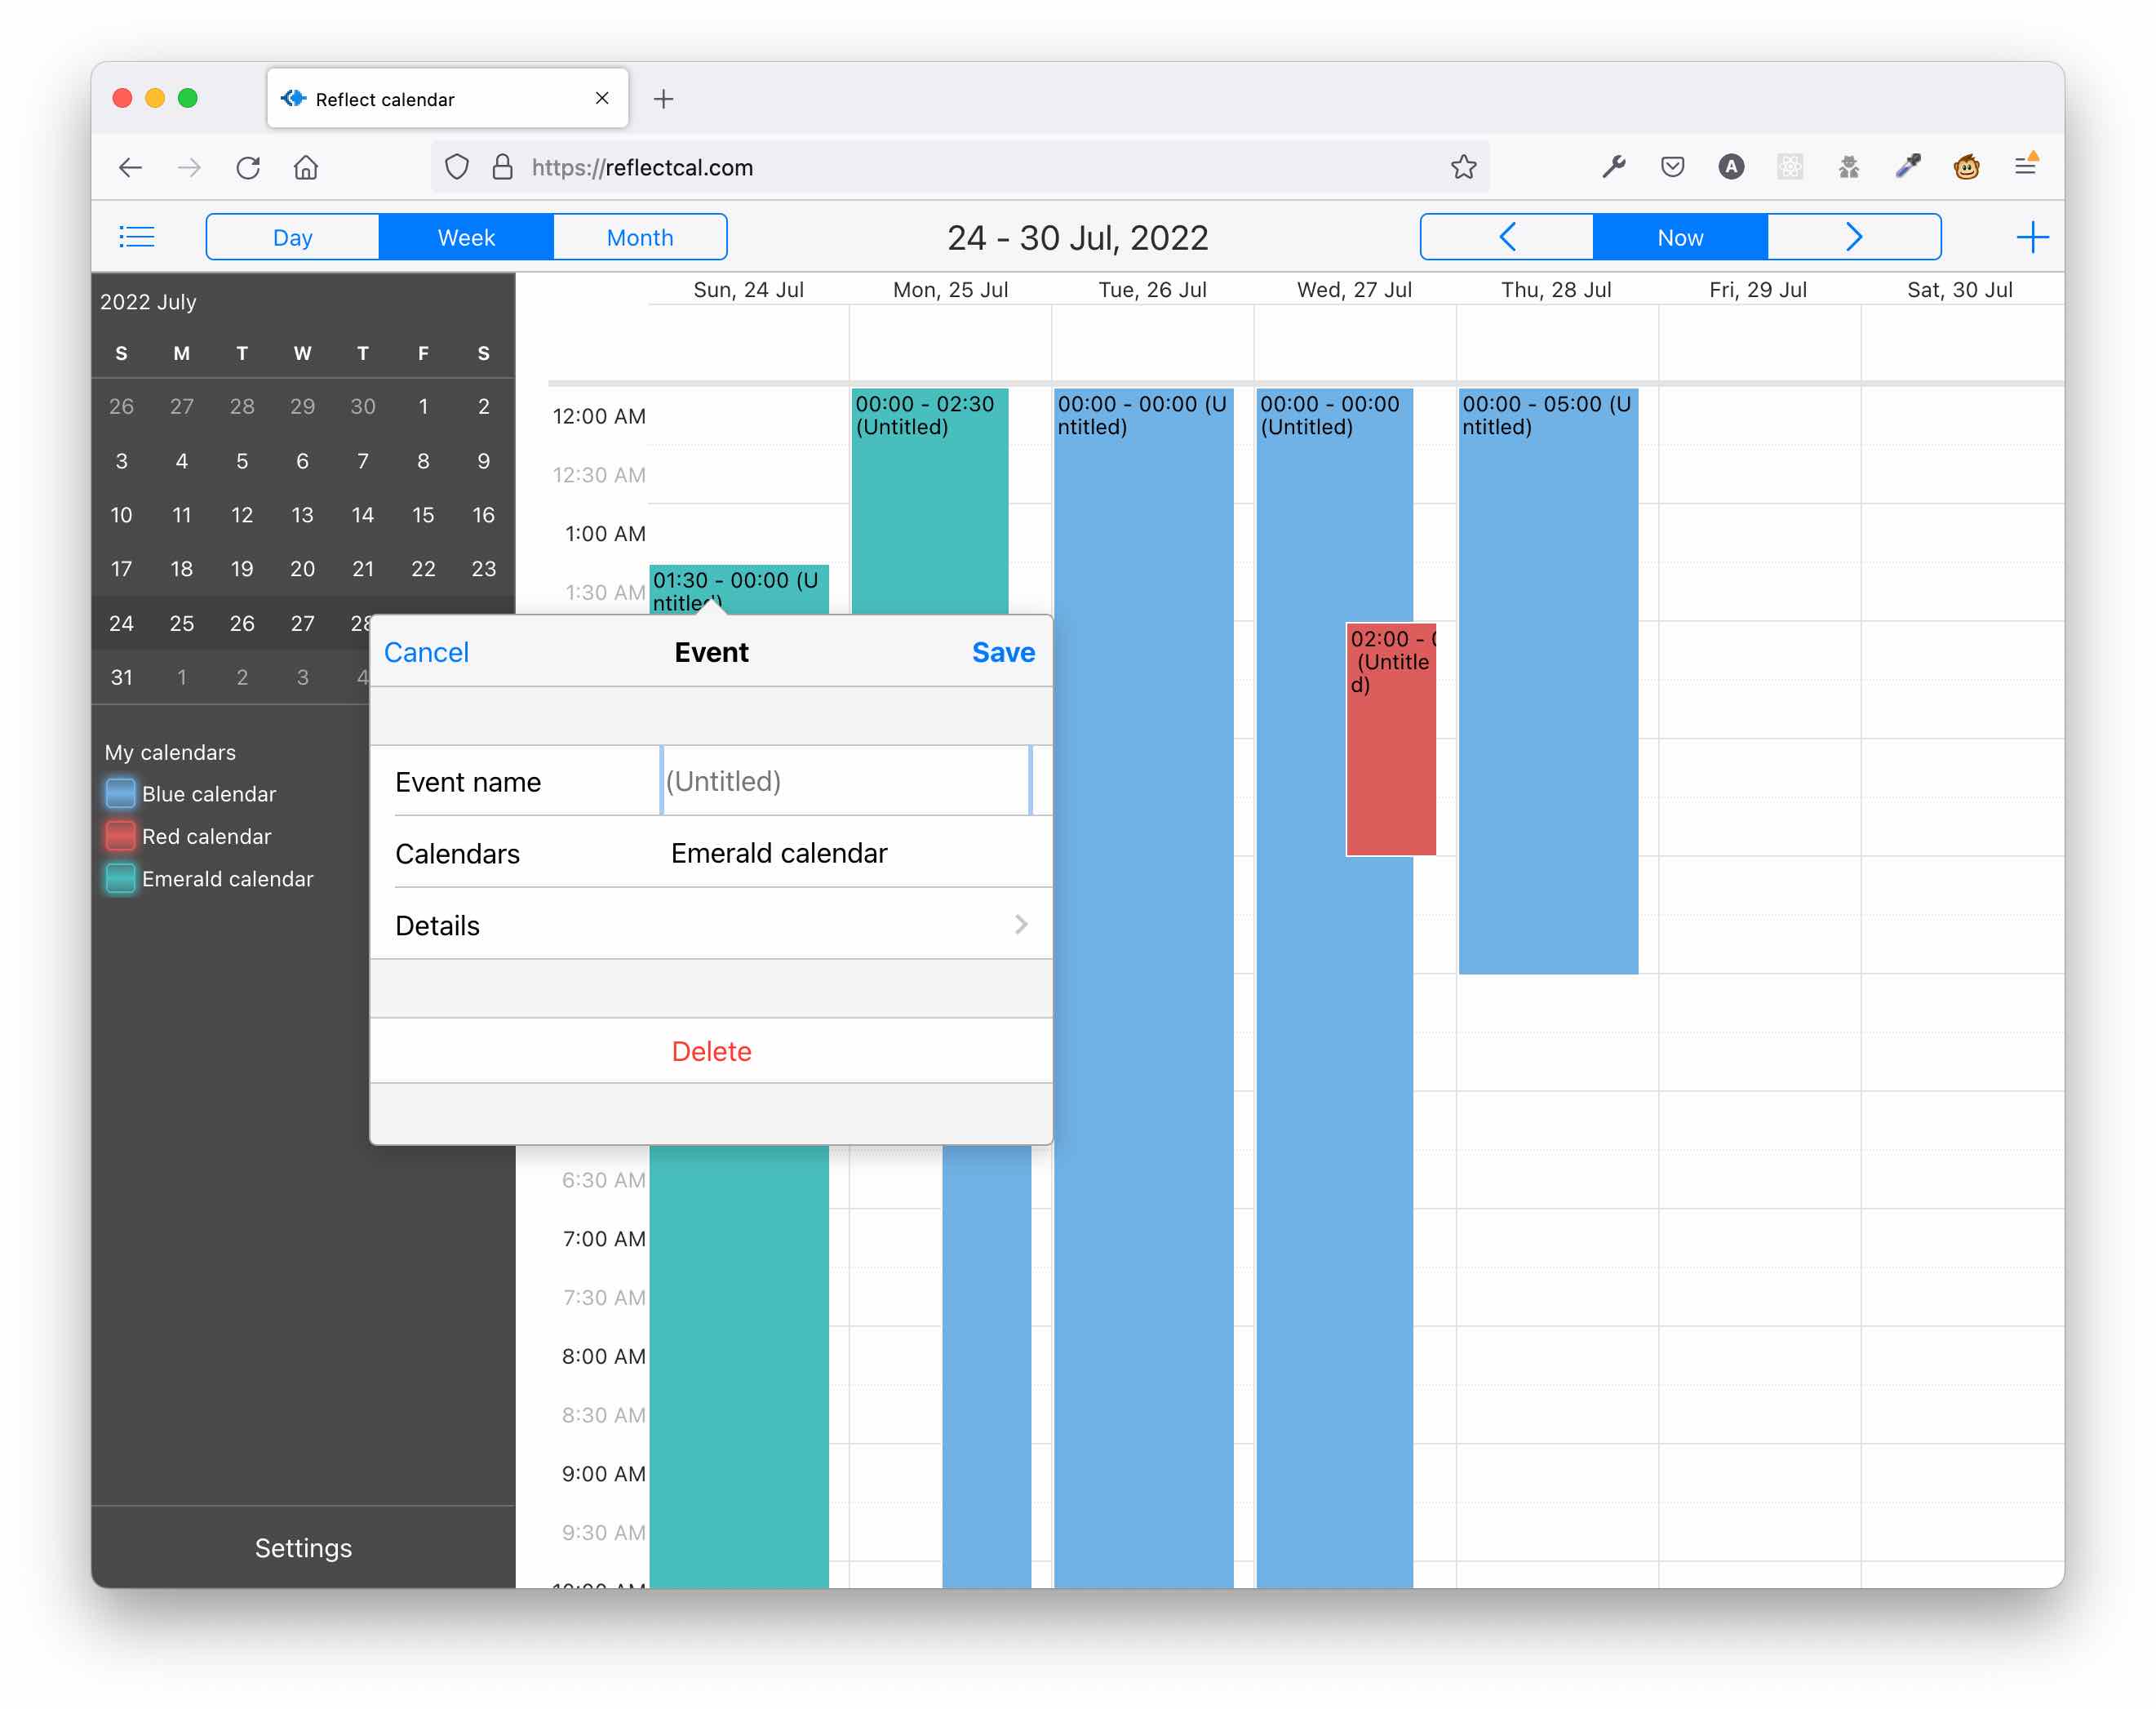 Reflect calendar
https://reflectcal.com
Day Week Month 24 - 30 Jul, 2022 Now
2022 July
S M T W T F S
26 27 28 29 30 1 2
3 4 5 6 7 8 9
10 11 12 13 14 15 16
17 18 19 20 21 22 23
24 25 26 27 28
31 1 2 3 4
My calendars
Blue calendar
Red calendar
Emerald calendar
Settings
Sun, 24 Jul Mon, 25 Jul Tue, 26 Jul Wed, 27 Jul Thu, 28 Jul Fri, 29 Jul Sat, 30 Jul
12:00 AM
12:30 AM
1:00 AM
1:30 AM
6:30 AM
7:00 AM
7:30 AM
8:00 AM
8:30 AM
9:00 AM
9:30 AM
10:00 AM
01:30 - 00:00 (U
ntitled)
00:00 - 02:30
(Untitled)
00:00 - 00:00 (U
ntitled)
00:00 - 00:00
(Untitled)
02:00 -
(Untitle
d)
00:00 - 05:00 (U
ntitled)
Cancel Event Save
Event name (Untitled)
Calendars Emerald calendar
Details
Delete